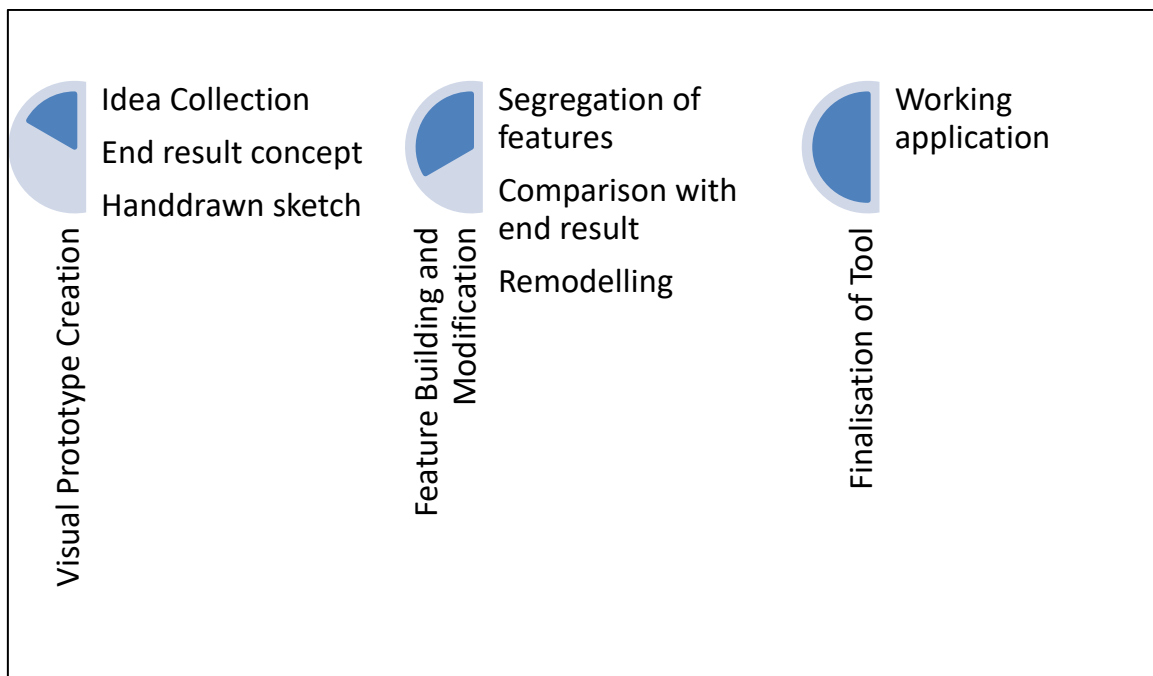 Idea Collection
End result concept
Handdrawn sketch
Visual Prototype Creation
Segregation of
features
Comparison with
end result
Remodelling
Feature Building and
Modification
Working
application
Finalisation of Tool